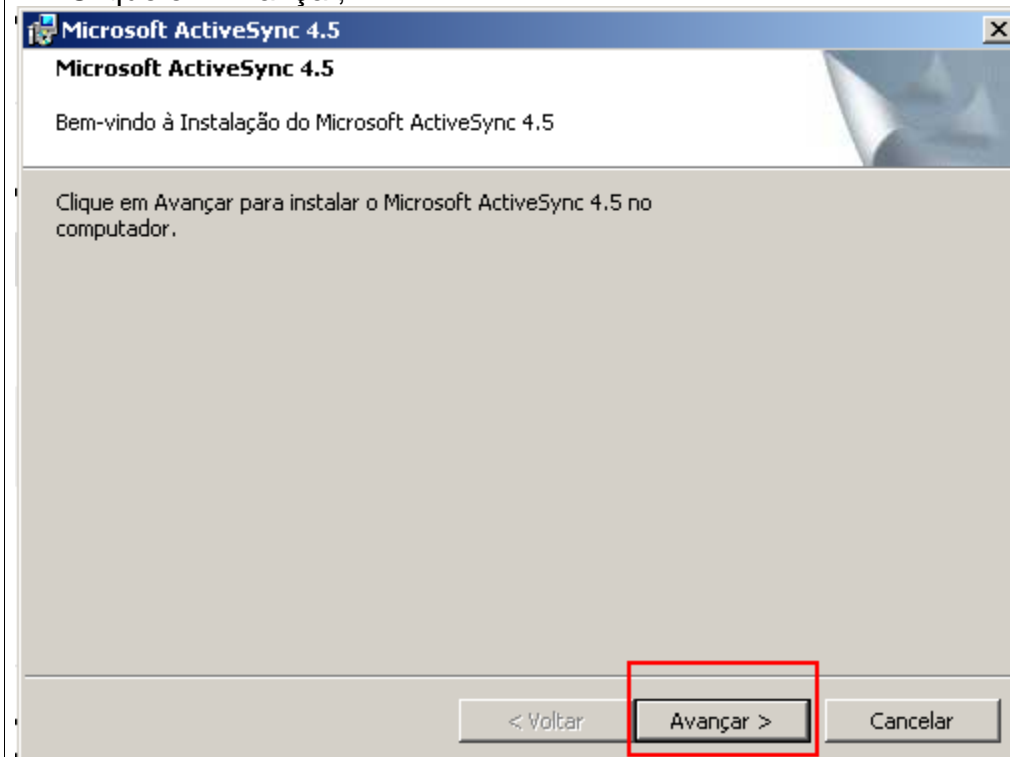 Microsoft ActiveSync 4.5
Microsoft ActiveSync 4.5
Bem-vindo à Instalação do Microsoft ActiveSync 4.5
Clique em Avançar para instalar o Microsoft ActiveSync 4.5 no
computador.
< Voltar
Avançar >
Cancelar